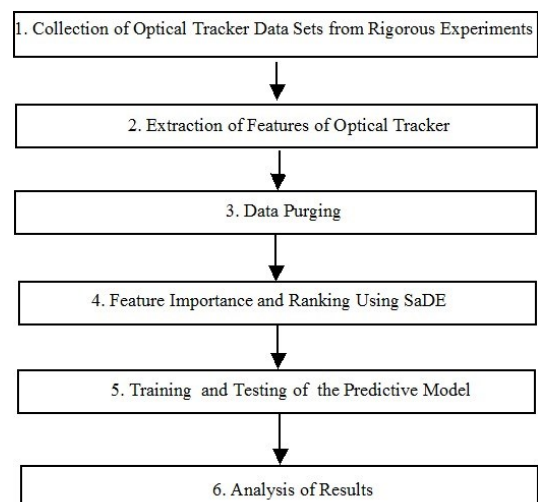 1. Collection of Optical Tracker Data Sets from Rigorous Experiments
2. Extraction of Features of Optical Tracker
3. Data Purging
4. Feature Importance and Ranking Using SaDE
5. Training and Testing of the Predictive Model
6. Analysis of Results